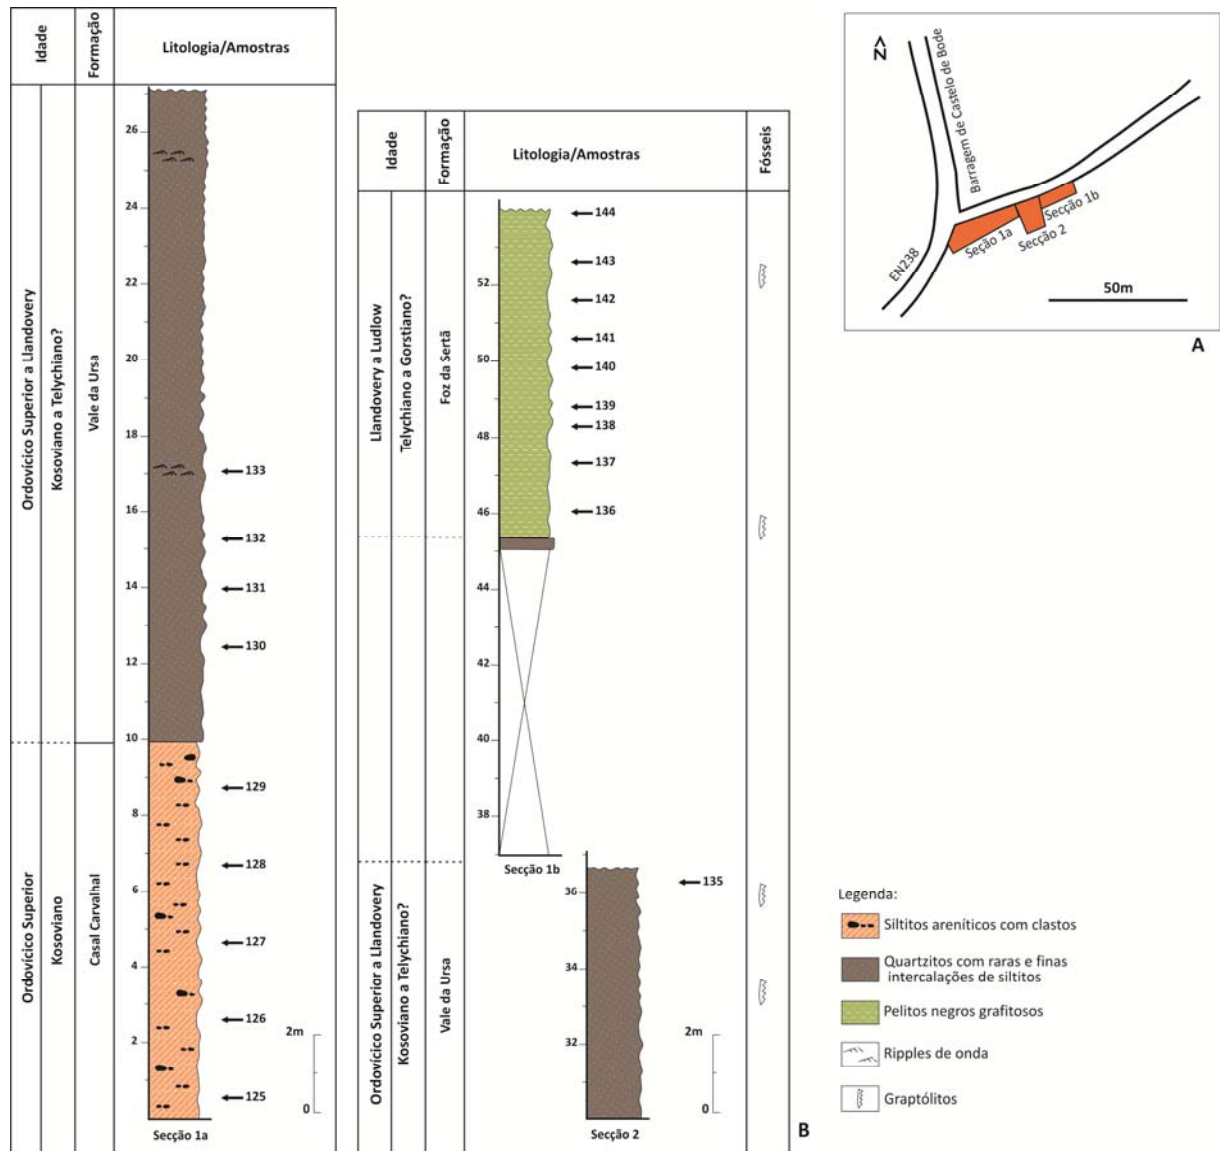 Idade
Formação
Litologia/Amostras
Ordovícico Superior a Llandovery
Kosoviano a Telychiano?
Vale da Ursa
Ordovícico Superior
Kosoviano
Casal Carvalhal
26
24
22
20
18
16
14
12
10
8
6
4
2
133
132
131
130
129
128
127
126
125
2m
0
Secção 1a
Idade
Formação
Litologia/Amostras
Fósseis
Llandovery a Ludlow
Telychiano a Gorstiano?
Foz da Sertã
Ordovícico Superior a Llandovery
Kosoviano a Telychiano?
Vale da Ursa
52
50
48
46
44
42
40
38
144
143
142
141
140
139
138
137
136
Secção 1b
36
34
32
135
2m
0
Secção 2
B
N
Barragem de Castelo de Bode
EN238
Seção 1a
Secção 2
Secção 1b
50m
A
Legenda:
Siltitos areníticos com clastos
Quartzitos com raras e finas
intercalações de siltitos
Pelitos negros grafitosos
Ripples de onda
Graptólitos